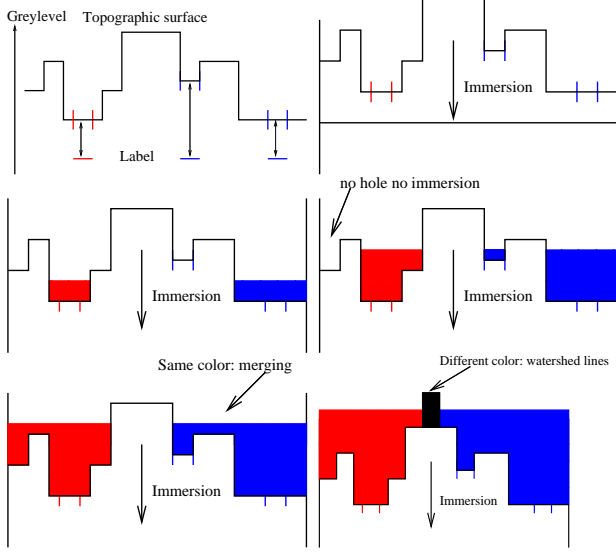 Greylevel
Topographic surface
Label
Immersion
no hole no immersion
Immersion
Immersion
Same color: merging
Different color: watershed lines
Immersion
Immersion